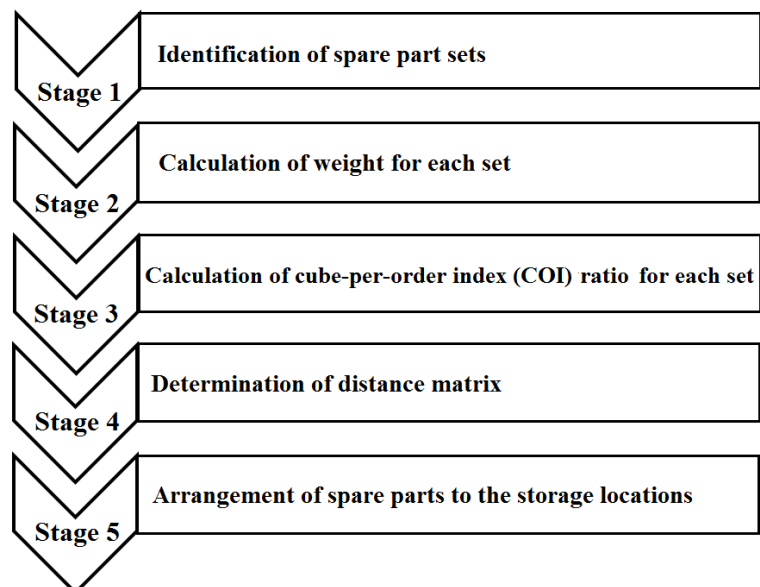 Identification of spare part sets
Stage 1
Calculation of weight for each set
Stage 2
Calculation of cube-per-order index (COI) ratio for each set
Stage 3
Determination of distance matrix
Stage 4
Arrangement of spare parts to the storage locations
Stage 5